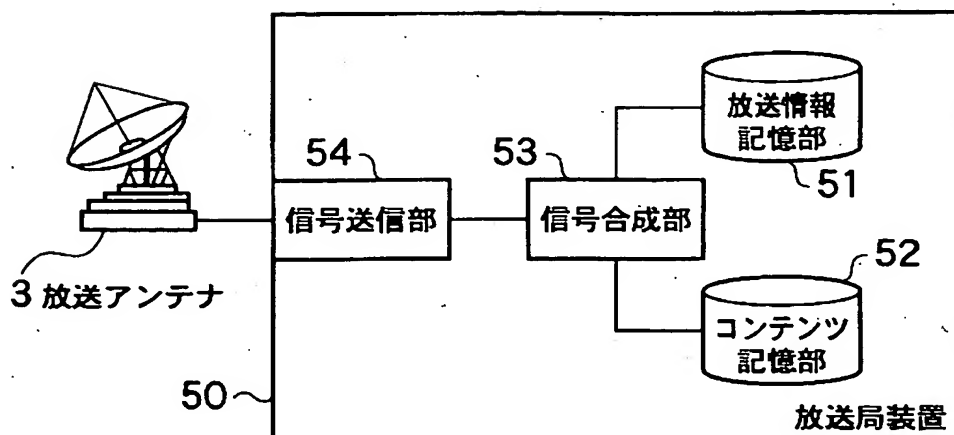 放送情報
記憶部
51
54
53
信号送信部
信号合成部
3 放送アンテナ
52
コンテンツ
記憶部
50
放送局装置